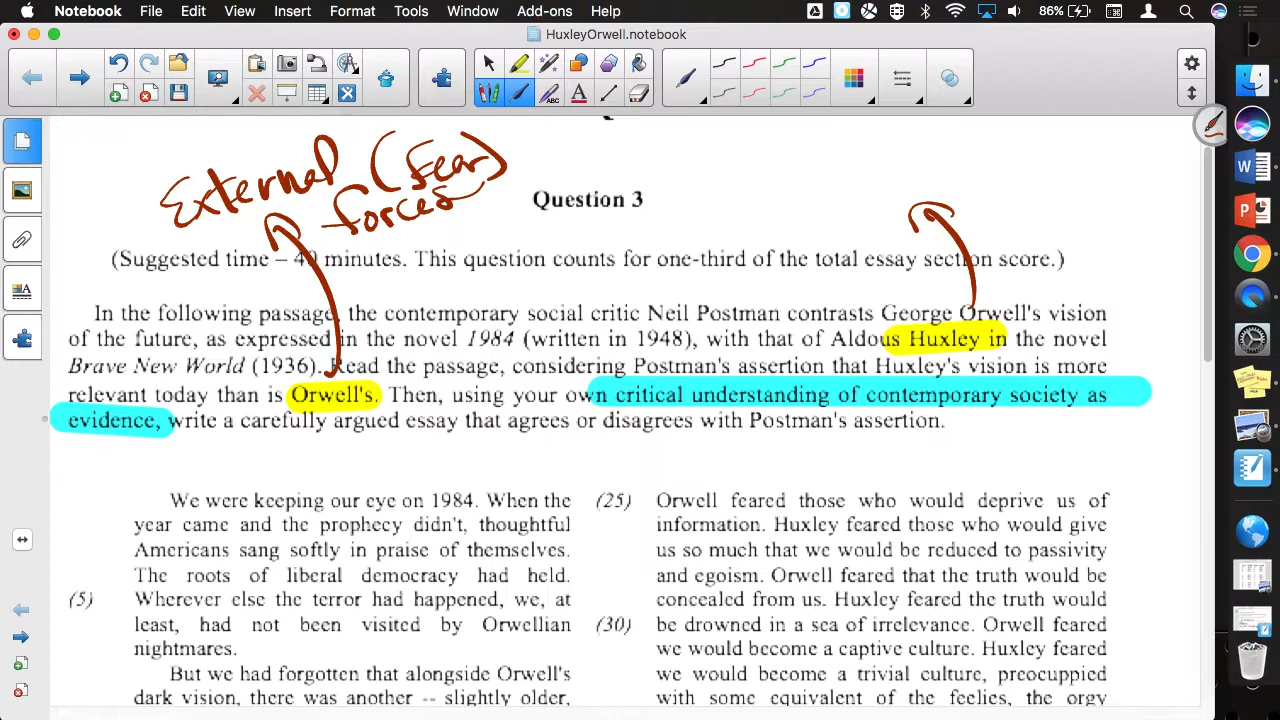 Notebook File Edit View Insert Format Tools Window Add-ons Help 86%
HuxleyOrwell.notebook
External (Fear)
forces
Question 3
(Suggested time – 40 minutes. This question counts for one-third of the total essay section score.)
In the following passage, the contemporary social critic Neil Postman contrasts George Orwell's vision
of the future, as expressed in the novel 1984 (written in 1948), with that of Aldous Huxley in the novel
Brave New World (1936). Read the passage, considering Postman's assertion that Huxley's vision is more
relevant today than is Orwell's. Then, using your own critical understanding of contemporary society as
evidence, write a carefully argued essay that agrees or disagrees with Postman's assertion.
We were keeping our eye on 1984. When the
year came and the prophecy didn't, thoughtful
Americans sang softly in praise of themselves.
The roots of liberal democracy had held.
(5) Wherever else the terror had happened, we, at
least, had not been visited by Orwellian
nightmares.
But we had forgotten that alongside Orwell's
dark vision, there was another -- slightly older,
(25) Orwell feared those who would deprive us of
information. Huxley feared those who would give
us so much that we would be reduced to passivity
and egoism. Orwell feared that the truth would be
concealed from us. Huxley feared the truth would
(30) be drowned in a sea of irrelevance. Orwell feared
we would become a captive culture. Huxley feared
we would become a trivial culture, preoccupied
with some equivalent of the feelies, the orgy